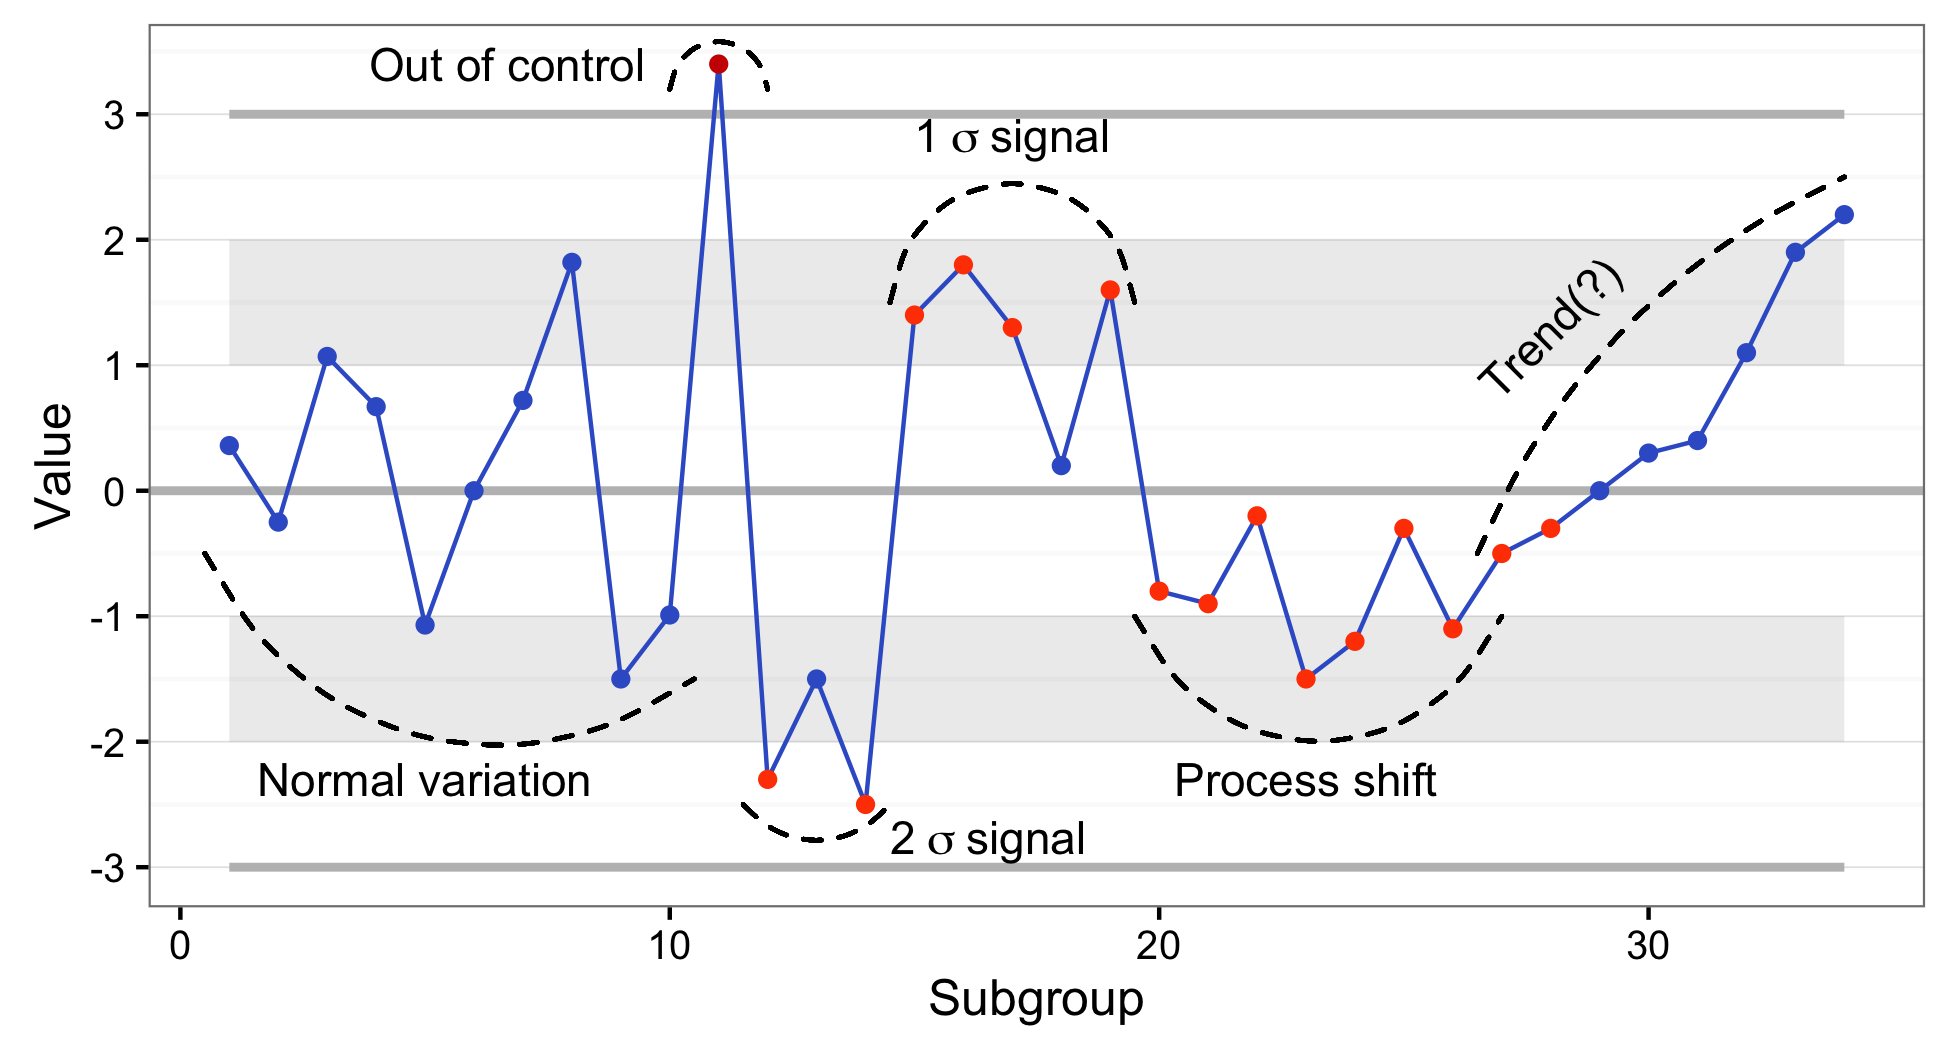 Out of control
1 σ signal
Trend(?)
Normal variation
Process shift
2 σ signal
Value
3
2
1
0
-1
-2
-3
0
10
20
30
Subgroup